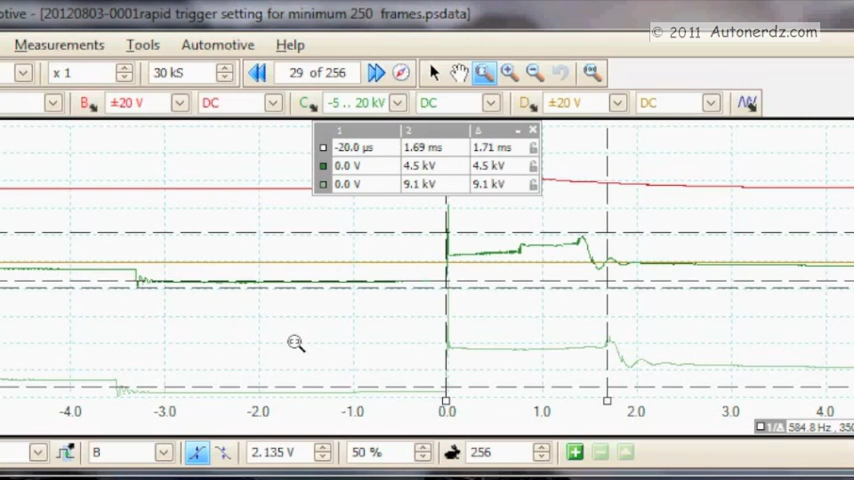 otive - [20120803-0001rapid trigger setting for minimum 250 frames.psdata]
© 2011 Autonerdz.com
Measurements Tools Automotive Help
x 1 30 kS 29 of 256
B ±20 V DC C -5 .. 20 kV DC D ±20 V DC
1 2 Δ
-20.0 µs 1.69 ms 1.71 ms
0.0 V 4.5 kV 4.5 kV
0.0 V 9.1 kV 9.1 kV
-4.0 -3.0 -2.0 -1.0 0.0 1.0 2.0 3.0 4.0
1/Δ 584.8 Hz, 350
B 2.135 V 50 % 256